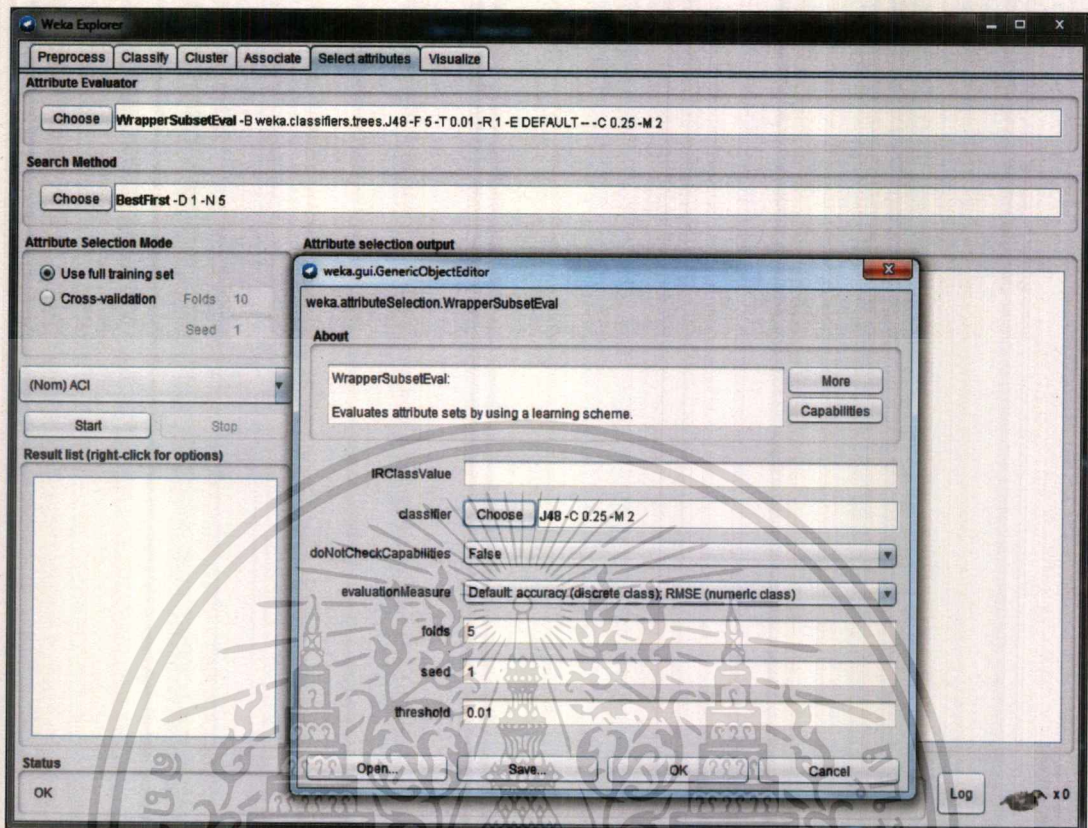 Weka Explorer
Preprocess Classify Cluster Associate Select attributes Visualize
Attribute Evaluator
Choose WrapperSubsetEval -B weka.classifiers.trees.J48 -F 5 -T 0.01 -R 1 -E DEFAULT -- -C 0.25 -M 2
Search Method
Choose BestFirst -D 1 -N 5
Attribute Selection Mode
Use full training set
Cross-validation Folds 10
Seed 1
(Nom) ACI
Start Stop
Result list (right-click for options)
Attribute selection output
weka.gui.GenericObjectEditor
X
weka.attributeSelection.WrapperSubsetEval
About
WrapperSubsetEval:
Evaluates attribute sets by using a learning scheme.
More
Capabilities
IRClassValue
classifier Choose J48 -C 0.25 -M 2
doNotCheckCapabilities False
evaluationMeasure Default: accuracy (discrete class); RMSE (numeric class)
folds 5
seed 1
threshold 0.01
Open... Save... OK Cancel
Status
OK
Log x 0